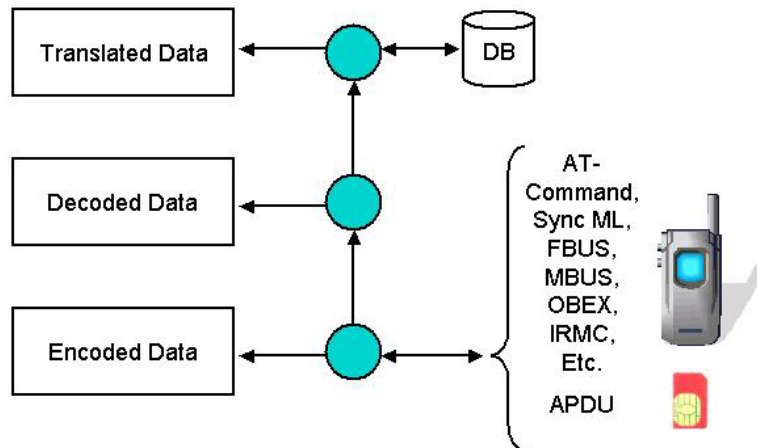 Translated Data
DB
Decoded Data
Encoded Data
AT-
Command,
Sync ML,
FBUS,
MBUS,
OBEX,
IRMC,
Etc.
APDU